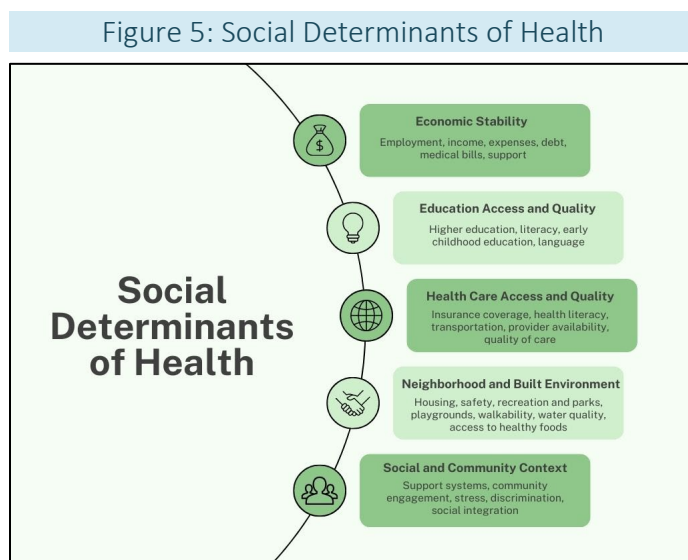 Figure 5: Social Determinants of Health
Social
Determinants
of Health
$
Economic Stability
Employment, income, expenses, debt,
medical bills, support
Education Access and Quality
Higher education, literacy, early
childhood education, language
Health Care Access and Quality
Insurance coverage, health literacy,
transportation, provider availability,
quality of care
Neighborhood and Built Environment
Housing, safety, recreation and parks,
playgrounds, walkability, water quality,
access to healthy foods
Social and Community Context
Support systems, community
engagement, stress, discrimination,
social integration